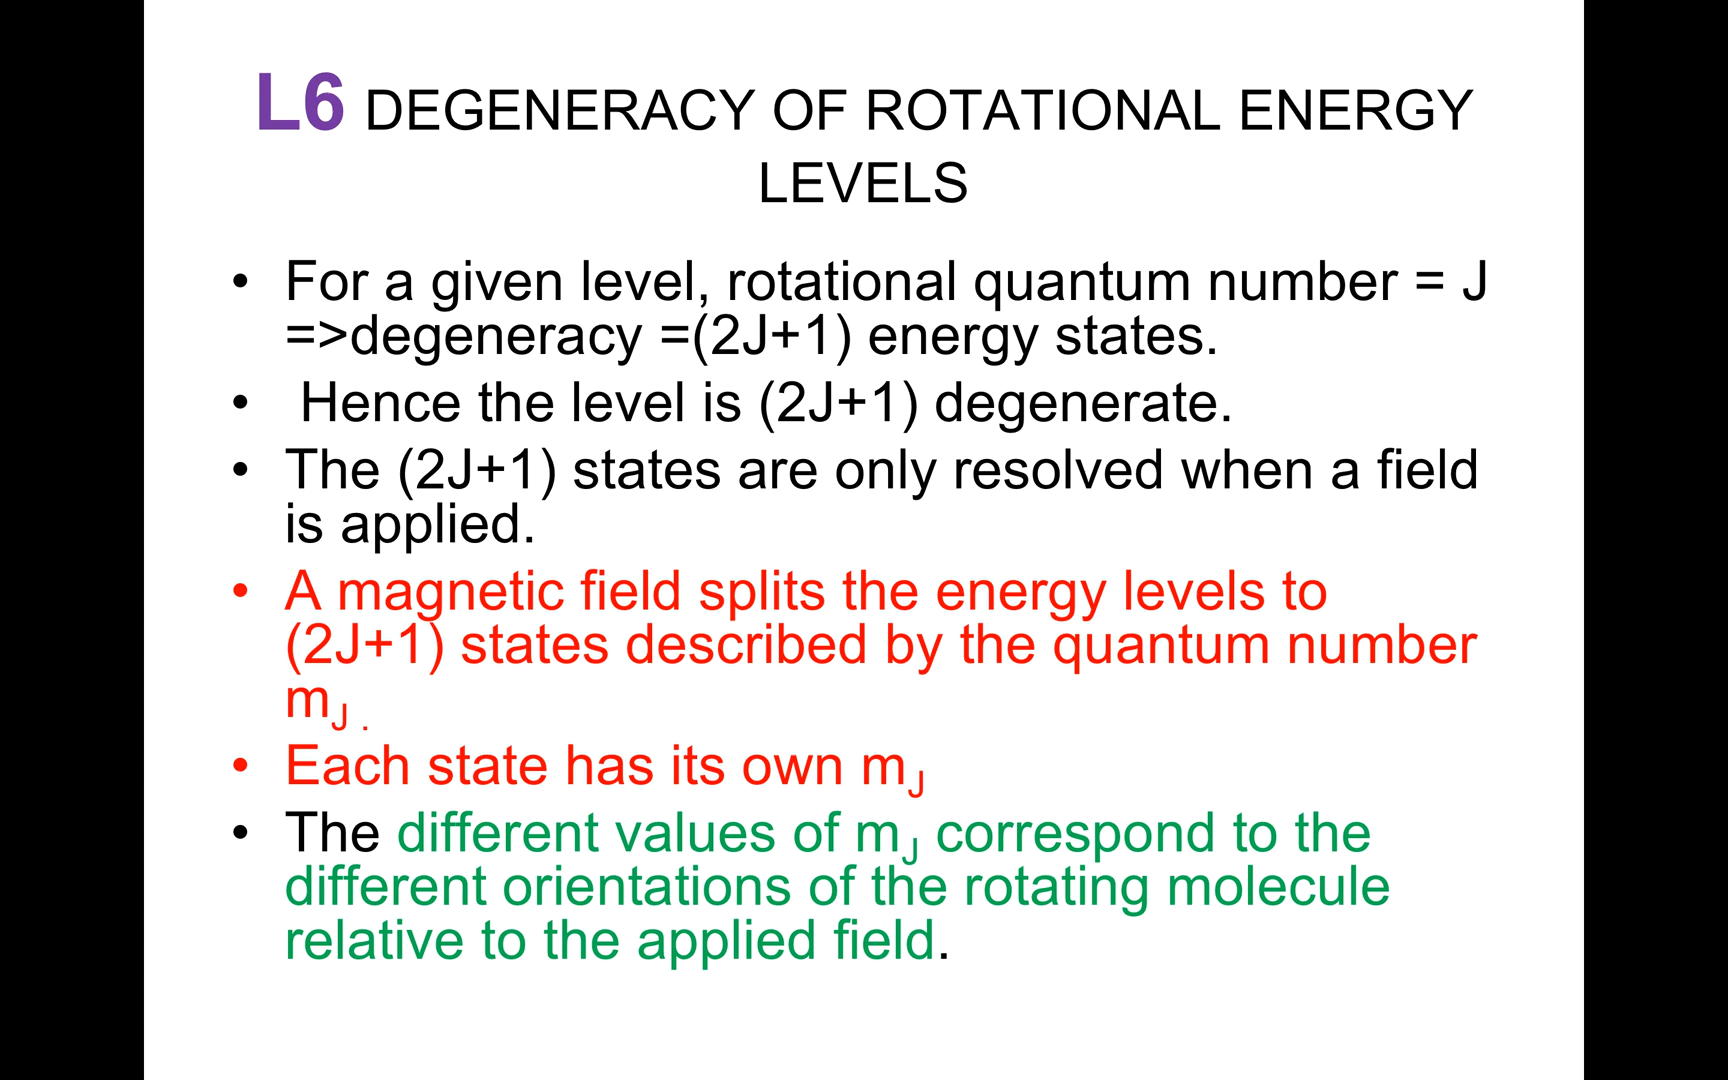 L6 DEGENERACY OF ROTATIONAL ENERGY
LEVELS
• For a given level, rotational quantum number = J
=>degeneracy =(2J+1) energy states.
• Hence the level is (2J+1) degenerate.
• The (2J+1) states are only resolved when a field
is applied.
• A magnetic field splits the energy levels to
(2J+1) states described by the quantum number
mJ .
• Each state has its own mJ
• The different values of mJ correspond to the
different orientations of the rotating molecule
relative to the applied field.